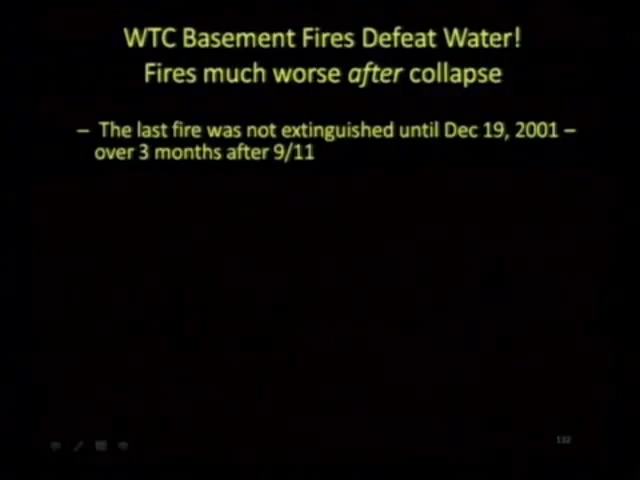 WTC Basement Fires Defeat Water!
Fires much worse after collapse
– The last fire was not extinguished until Dec 19, 2001 –
over 3 months after 9/11
132